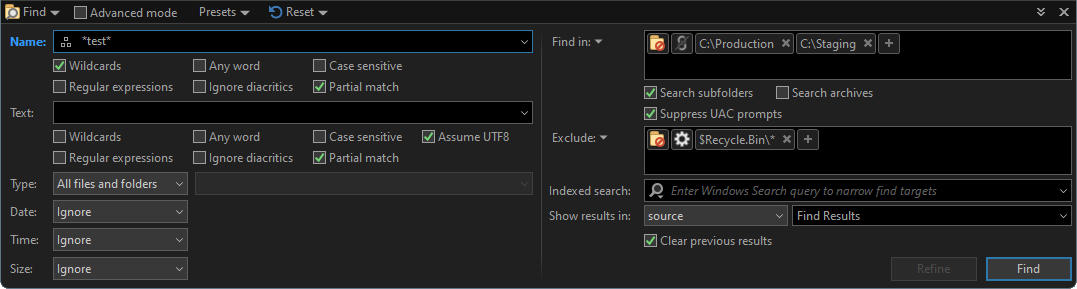 Find Advanced mode Presets Reset
Name: *test*
Wildcards Any word Case sensitive
Regular expressions Ignore diacritics Partial match
Text:
Wildcards Any word Case sensitive Assume UTF8
Regular expressions Ignore diacritics Partial match
Type: All files and folders
Date: Ignore
Time: Ignore
Size: Ignore
Find in: C:\Production C:\Staging
Search subfolders Search archives
Suppress UAC prompts
Exclude: $Recycle.Bin\*
Indexed search: Enter Windows Search query to narrow find targets
Show results in: source Find Results
Clear previous results
Refine Find